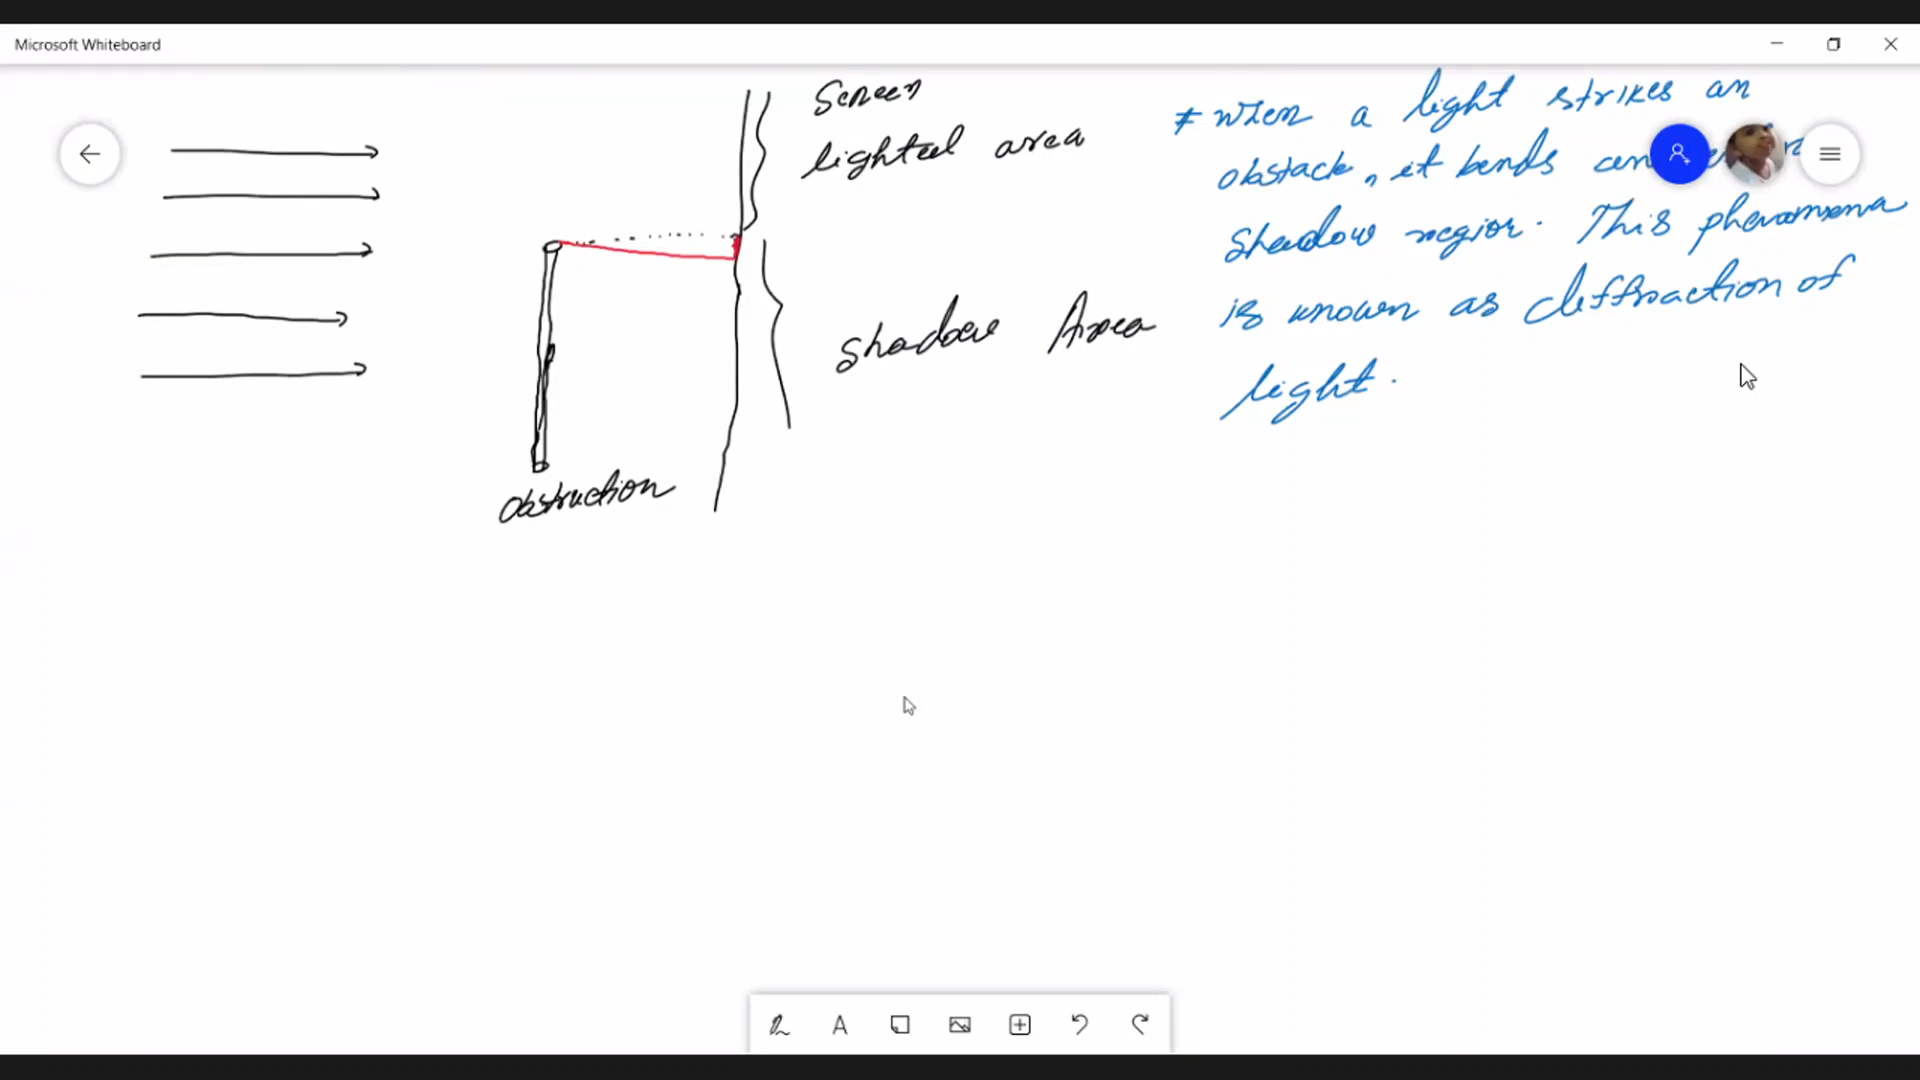 Microsoft Whiteboard
Screen
lighted area
shadow Area
obstruction
* when a light strikes an
obstack, it bends
shadow region. This phenomena
is known as diffraction of
light.
A